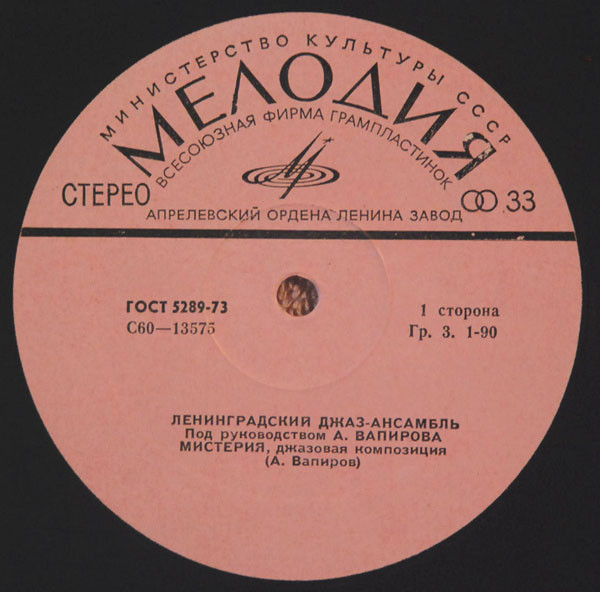 МИНИСТЕРСТВО КУЛЬТУРЫ СССР
МЕЛОДИЯ
ВСЕСОЮЗНАЯ ФИРМА ГРАМПЛАСТИНОК
СТЕРЕО
33
АПРЕЛЕВСКИЙ ОРДЕНА ЛЕНИНА ЗАВОД
ГОСТ 5289-73
С60—13575
1 сторона
Гр. 3. 1-90
ЛЕНИНГРАДСКИЙ ДЖАЗ-АНСАМБЛЬ
Под руководством А. ВАПИРОВА
МИСТЕРИЯ, джазовая композиция
(А. Вапиров)